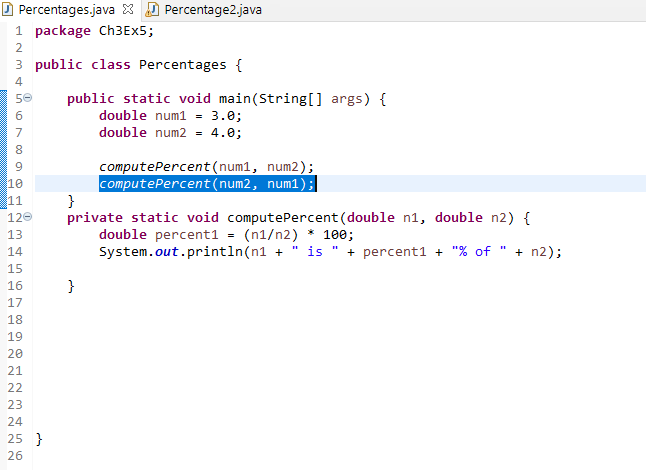 Percentages.java Percentage2.java
1 package Ch3Ex5;
2
3 public class Percentages {
4
5 public static void main(String[] args) {
6 double num1 = 3.0;
7 double num2 = 4.0;
8
9 computePercent(num1, num2);
10 computePercent(num2, num1);
11 }
12 private static void computePercent(double n1, double n2) {
13 double percent1 = (n1/n2) * 100;
14 System.out.println(n1 + " is " + percent1 + "% of " + n2);
15
16 }
17
18
19
20
21
22
23
24
25 }
26